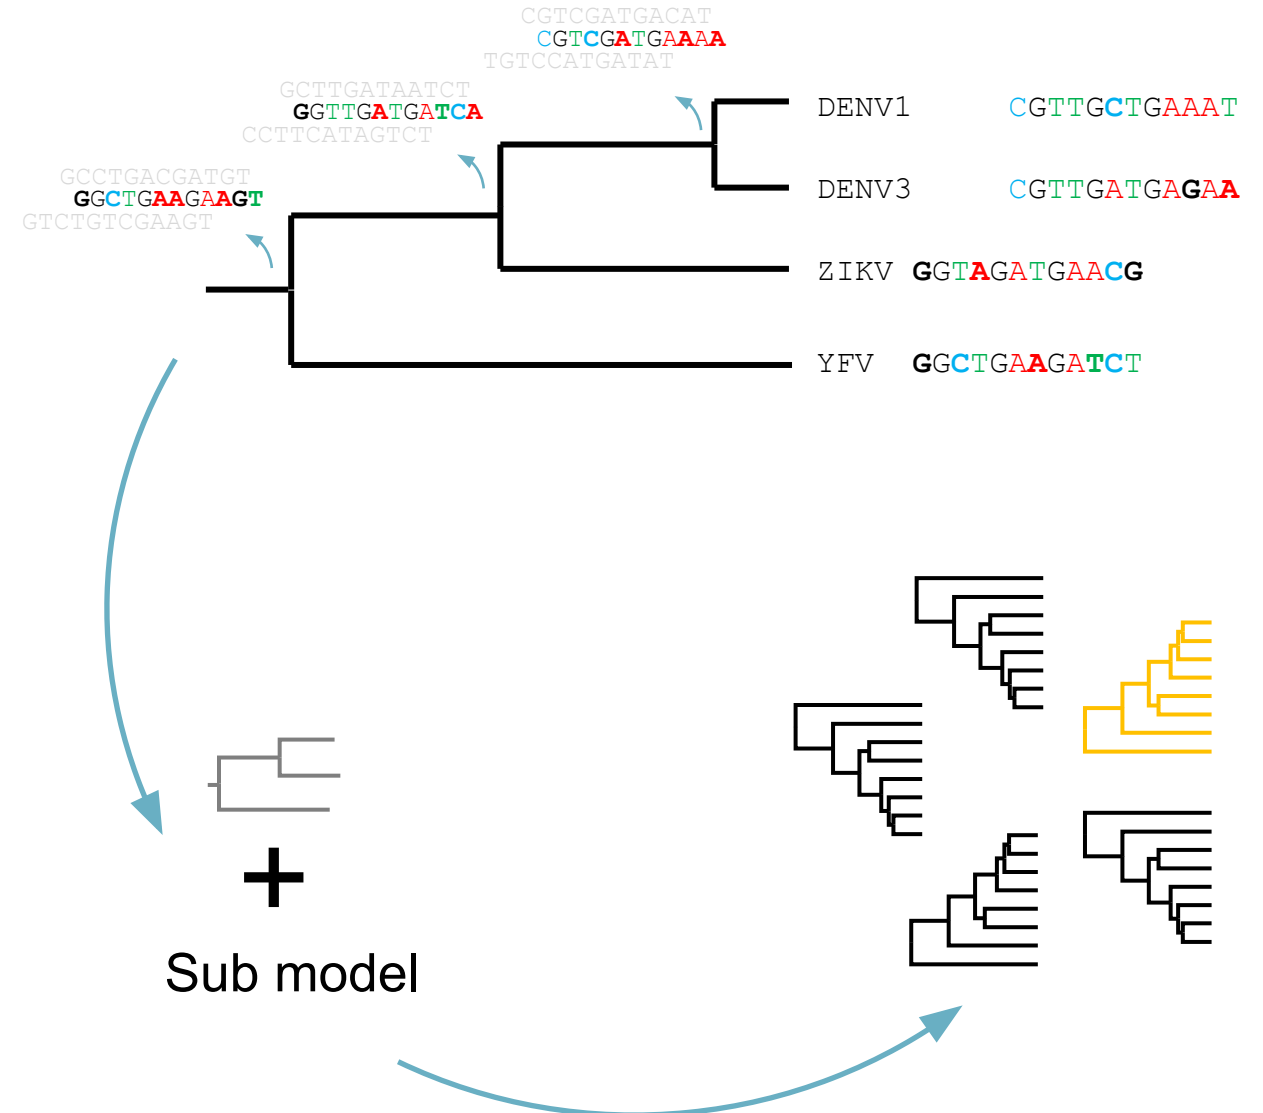 CGTCGATGACAT
CGTCGATGAAAA
TGTCCATGATAT
GCTTGATAATCT
GGTTGATGATCA
CCTTCATAGTCT
GCCTGACGATGT
GGCTGAAGAAGT
GTCTGTCGAAGT
DENV1 CGTTGCTGAAAT
DENV3 CGTTGATGAGAA
ZIKV GGTAGATGAACG
YFV GGCTGAAGATCT
+
Sub model